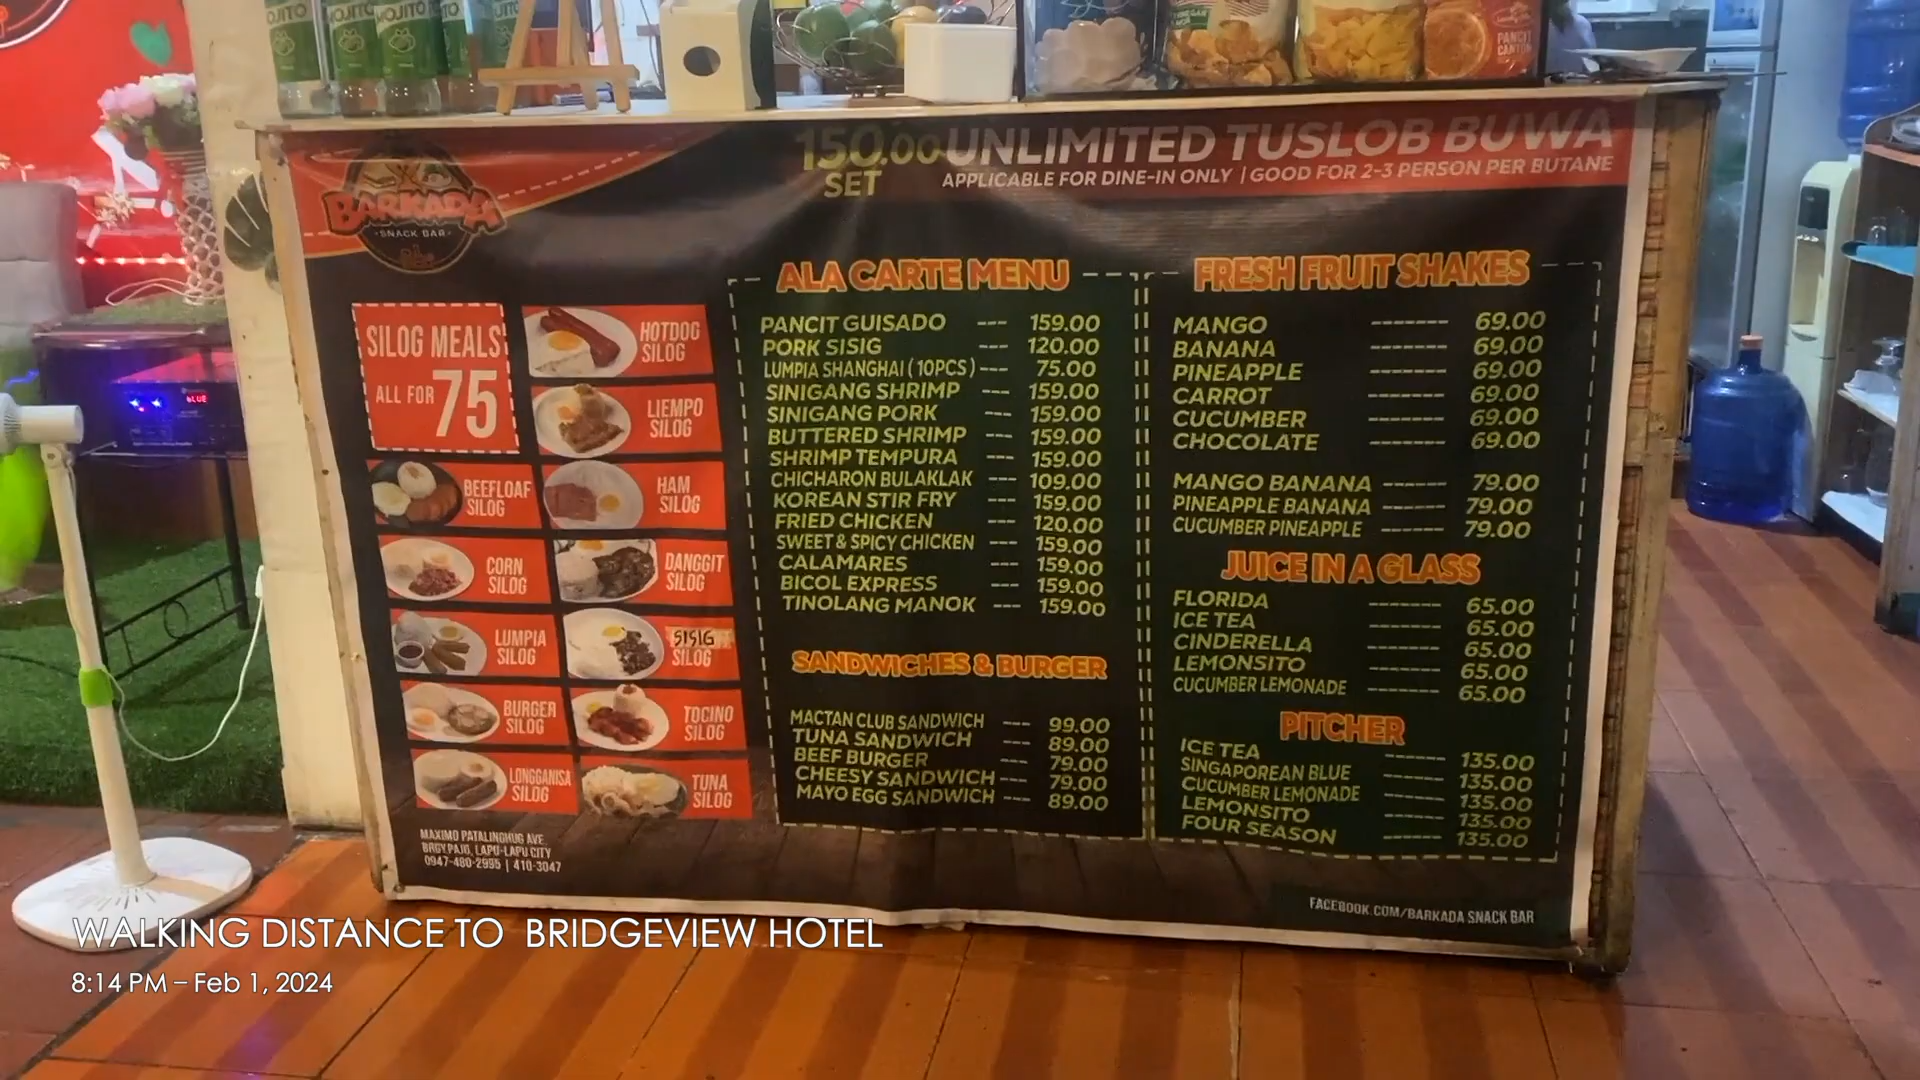 MOJITO
MOJITO
PANCIT
CANTON
150.00 UNLIMITED TUSLOB BUWA
SET
APPLICABLE FOR DINE-IN ONLY | GOOD FOR 2-3 PERSON PER BUTANE
BARKADA
-SNACK BAR-
SILOG MEALS
ALL FOR 75
HOTDOG
SILOG
LIEMPO
SILOG
BEEFLOAF
SILOG
HAM
SILOG
CORN
SILOG
DANGGIT
SILOG
LUMPIA
SILOG
SISIG
SILOG
BURGER
SILOG
TOCINO
SILOG
LONGGANISA
SILOG
TUNA
SILOG
MAXIMO PATALINGHUG AVE.
BRGY.PAJO, LAPU-LAPU CITY
0947-480-2995 | 410-3047
ALA CARTE MENU
PANCIT GUISADO --- 159.00
PORK SISIG --- 120.00
LUMPIA SHANGHAI (10PCS) --- 75.00
SINIGANG SHRIMP --- 159.00
SINIGANG PORK --- 159.00
BUTTERED SHRIMP --- 159.00
SHRIMP TEMPURA --- 159.00
CHICHARON BULAKLAK --- 109.00
KOREAN STIR FRY --- 159.00
FRIED CHICKEN --- 120.00
SWEET & SPICY CHICKEN --- 159.00
CALAMARES --- 159.00
BICOL EXPRESS --- 159.00
TINOLANG MANOK --- 159.00
SANDWICHES & BURGER
MACTAN CLUB SANDWICH --- 99.00
TUNA SANDWICH --- 89.00
BEEF BURGER --- 79.00
CHEESY SANDWICH --- 79.00
MAYO EGG SANDWICH --- 89.00
FRESH FRUIT SHAKES
MANGO ------- 69.00
BANANA ------- 69.00
PINEAPPLE ------- 69.00
CARROT ------- 69.00
CUCUMBER ------- 69.00
CHOCOLATE ------- 69.00
MANGO BANANA ------ 79.00
PINEAPPLE BANANA ------ 79.00
CUCUMBER PINEAPPLE ------ 79.00
JUICE IN A GLASS
FLORIDA ------- 65.00
ICE TEA ------- 65.00
CINDERELLA ------- 65.00
LEMONSITO ------- 65.00
CUCUMBER LEMONADE ------- 65.00
PITCHER
ICE TEA ------ 135.00
SINGAPOREAN BLUE ------ 135.00
CUCUMBER LEMONADE ------ 135.00
LEMONSITO ------ 135.00
FOUR SEASON ------ 135.00
FACEBOOK.COM/BARKADA SNACK BAR
WALKING DISTANCE TO BRIDGEVIEW HOTEL
8:14 PM – Feb 1, 2024